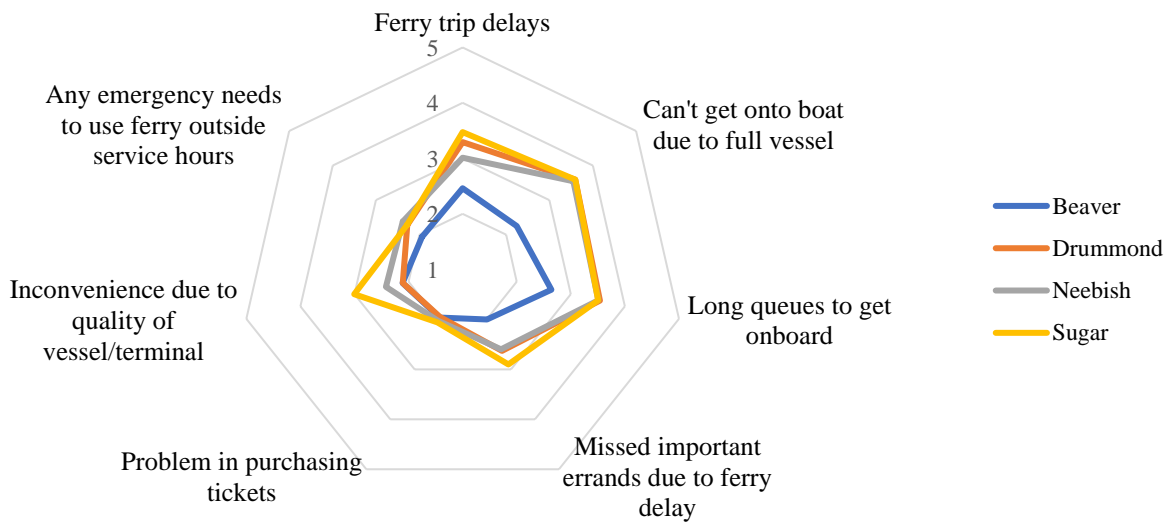 Ferry trip delays
5
4
3
2
1
Can't get onto boat
due to full vessel
Long queues to get
onboard
Missed important
errands due to ferry
delay
Problem in purchasing
tickets
Inconvenience due to
quality of
vessel/terminal
Any emergency needs
to use ferry outside
service hours
Beaver
Drummond
Neebish
Sugar